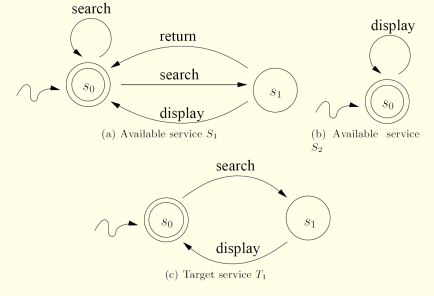 search
return
s0
search
s1
display
(a) Available service S1
display
s0
(b) Available service
S2
search
s0
s1
display
(c) Target service T1